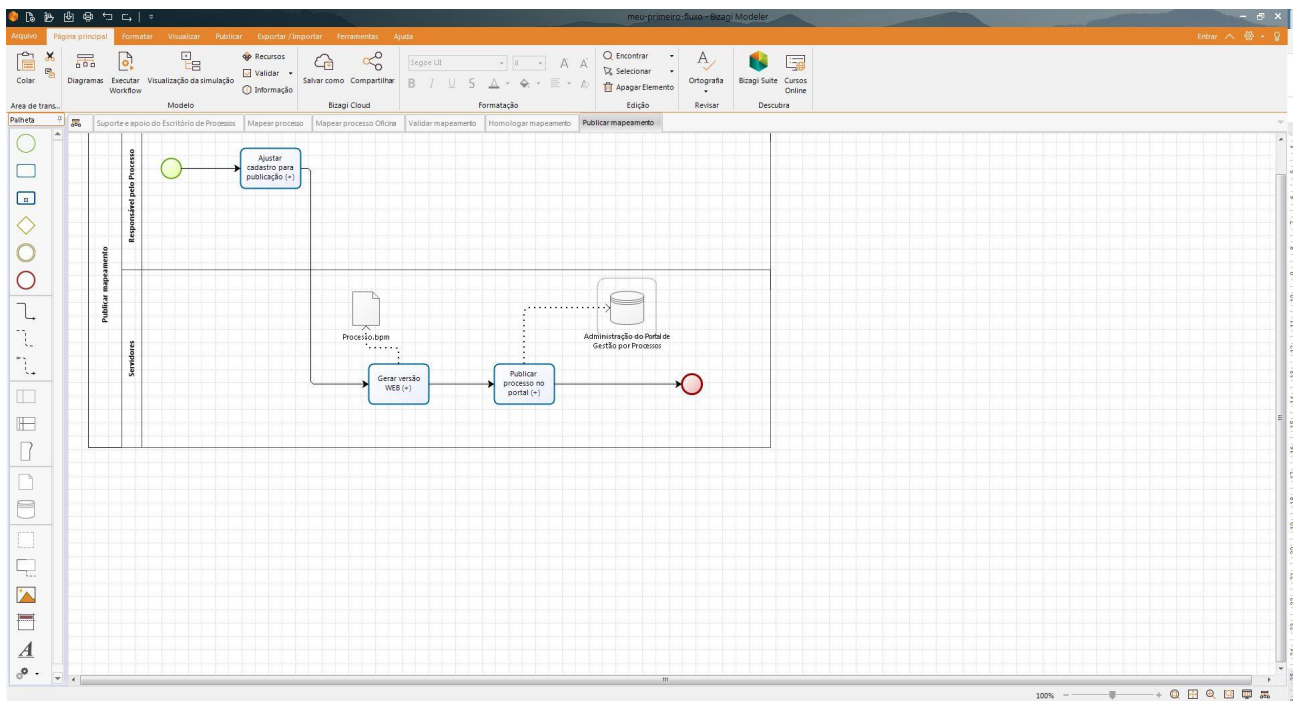 meu-primeiro-fluxo - Bizagi Modeler
Arquivo Página principal Formatar Visualizar Publicar Exportar / Importar Ferramentas Ajuda Entrar
Colar
Diagramas
Executar Workflow
Visualização da simulação
Recursos
Validar
Informação
Salvar como
Compartilhar
Segoe UI 8
B I U S A
Encontrar
Selecionar
Apagar Elemento
Ortografia
Bizagi Suite
Cursos Online
Área de trans... Modelo Bizagi Cloud Formatação Edição Revisar Descubra
Palheta
Suporte e apoio do Escritório de Processos Mapear processo Mapear processo Oficina Validar mapeamento Homologar mapeamento Publicar mapeamento
Publicar mapeamento
Responsável pelo Processo
Ajustar
cadastro para
publicação (+)
Servidores
Processo.bpm
Administração do Portal de
Gestão por Processos
Gerar versão
WEB (+)
Publicar
processo no
portal (+)
A
100%